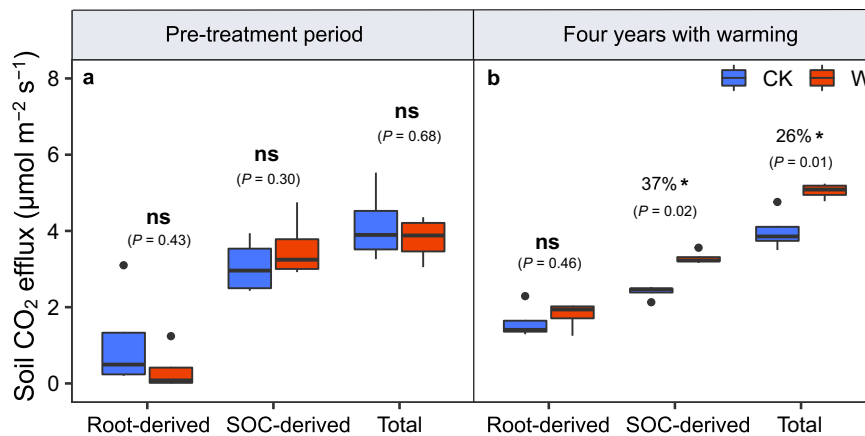 Pre-treatment period
Four years with warming
Soil CO₂ efflux (μmol m⁻² s⁻¹)
8
6
4
2
0
a
ns
(P = 0.43)
ns
(P = 0.30)
ns
(P = 0.68)
Root-derived
SOC-derived
Total
b
CK
W
ns
(P = 0.46)
37% *
(P = 0.02)
26% *
(P = 0.01)
Root-derived
SOC-derived
Total